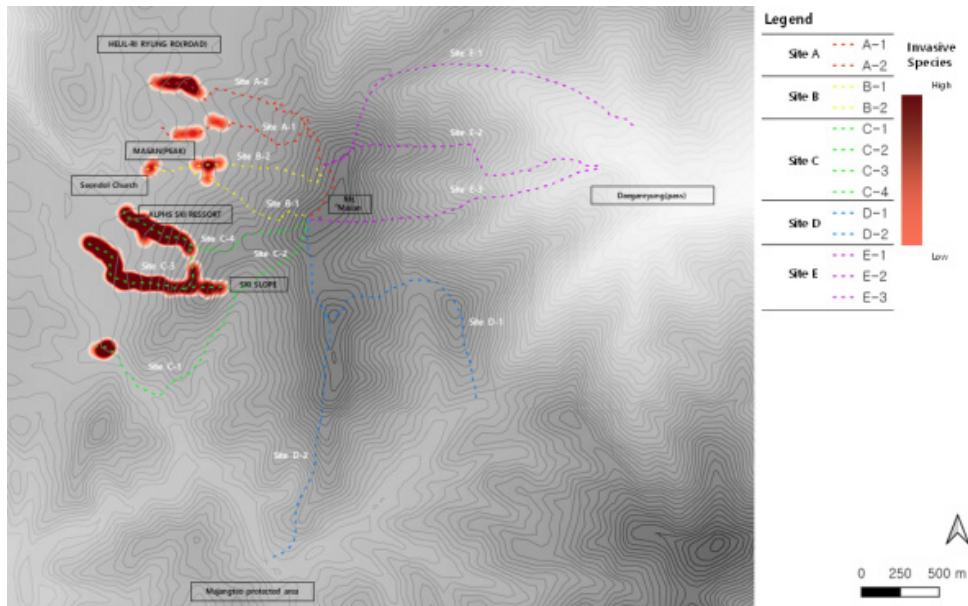 HEUL-RI RYUNG RO(ROAD)
Site E-1
Site A-2
Site A-1
Site E-2
MASAN(PEAK)
Site B-2
Soondol Church
Site E-3
Daeganryung(pass)
Mt.
Masan
Site B-1
ALPHS SKI RESSORT
Site C-4
Site C-2
Site C-3
SKI SLOPE
Site D-1
Site C-1
Site D-2
Majangteo protected area
Legend
Site A
A-1
A-2
Site B
B-1
B-2
Site C
C-1
C-2
C-3
C-4
Site D
D-1
D-2
Site E
E-1
E-2
E-3
Invasive
Species
High
Low
0 250 500 m